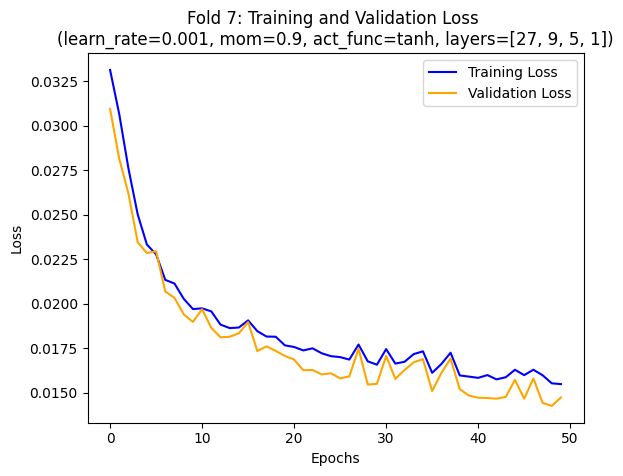 Fold 7: Training and Validation Loss
(learn_rate=0.001, mom=0.9, act_func=tanh, layers=[27, 9, 5, 1])
Training Loss
Validation Loss
Loss
0.0325
0.0300
0.0275
0.0250
0.0225
0.0200
0.0175
0.0150
0 10 20 30 40 50
Epochs